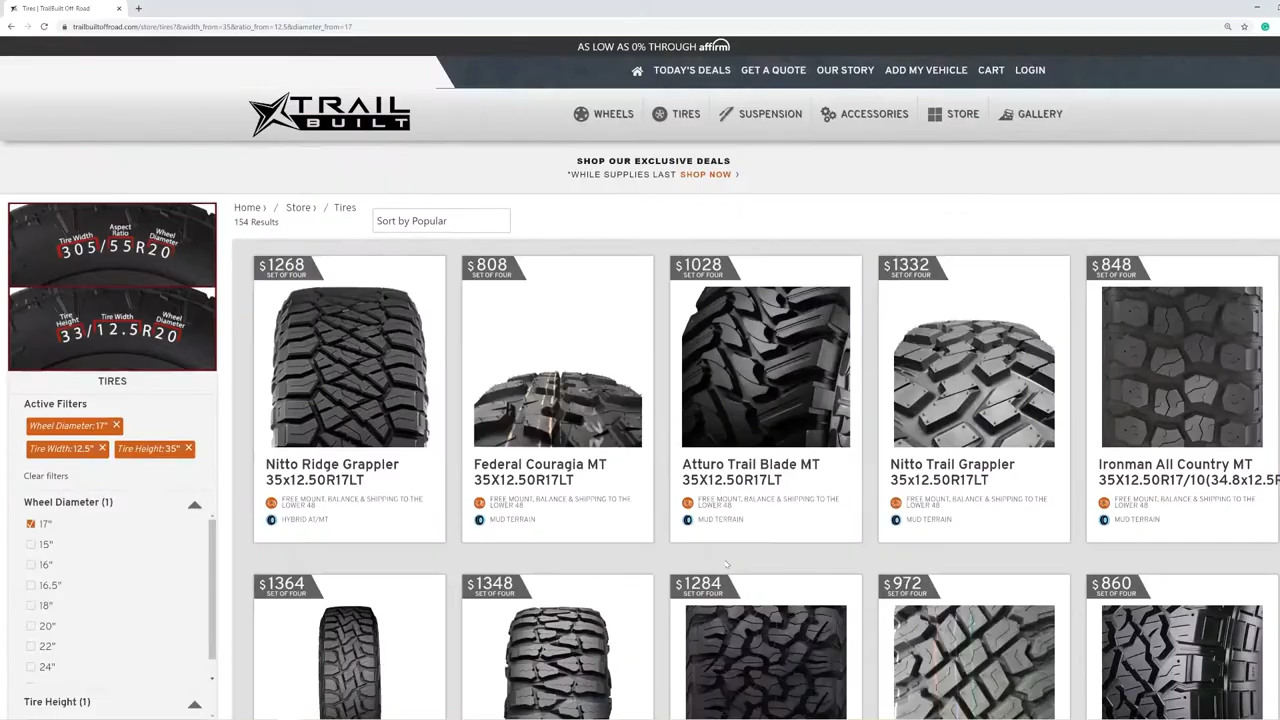 Tires | TrailBuilt Off-Road
trailbuiltoffroad.com/store/tires?&width_from=35&ratio_from=12.5&diameter_from=17
AS LOW AS 0% THROUGH affirm
TODAY'S DEALS GET A QUOTE OUR STORY ADD MY VEHICLE CART LOGIN
TRAIL
BUILT
WHEELS TIRES SUSPENSION ACCESSORIES STORE GALLERY
SHOP OUR EXCLUSIVE DEALS
*WHILE SUPPLIES LAST SHOP NOW ›
Home › / Store › / Tires
154 Results
Sort by Popular
Tire Width Aspect Ratio Wheel Diameter
305/55R20
Tire Height Tire Width Wheel Diameter
33/12.5R20
TIRES
Active Filters
Wheel Diameter: 17" ×
Tire Width: 12.5" × Tire Height: 35" ×
Clear filters
Wheel Diameter (1)
17"
15"
16"
16.5"
18"
20"
22"
24"
Tire Height (1)
$1268
SET OF FOUR
Nitto Ridge Grappler
35x12.50R17LT
FREE MOUNT, BALANCE & SHIPPING TO THE
LOWER 48
HYBRID AT/MT
$808
SET OF FOUR
Federal Couragia MT
35X12.50R17LT
FREE MOUNT, BALANCE & SHIPPING TO THE
LOWER 48
MUD TERRAIN
$1028
SET OF FOUR
Atturo Trail Blade MT
35X12.50R17LT
FREE MOUNT, BALANCE & SHIPPING TO THE
LOWER 48
MUD TERRAIN
$1332
SET OF FOUR
Nitto Trail Grappler
35x12.50R17LT
FREE MOUNT, BALANCE & SHIPPING TO THE
LOWER 48
MUD TERRAIN
$848
SET OF FOUR
Ironman All Country MT
35X12.50R17/10(34.8x12.5R
FREE MOUNT, BALANCE & SHIPPING TO THE
LOWER 48
MUD TERRAIN
$1364
SET OF FOUR
$1348
SET OF FOUR
$1284
SET OF FOUR
$972
SET OF FOUR
$860
SET OF FOUR